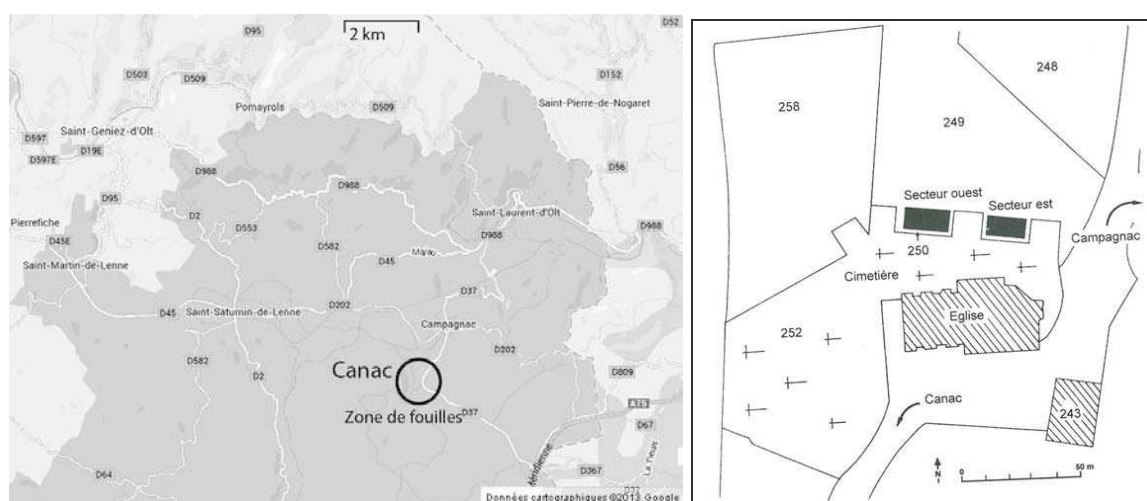 2 km
D95
D52
D503
D509
D152
Pomayrols
D509
Saint-Pierre-de-Nogaret
Saint-Geniez-d'Olt
D597
D19E
D597E
D56
D988
D95
D988
D2
Saint-Laurent-d'Olt
Pierrefiche
D553
D988
D988
D45E
D582
D45
Saint-Martin-de-Lenne
D37
D45
Saint-Saturnin-de-Lenne
D202
Campagnac
D582
D202
D2
Canac
D809
Zone de fouilles
D37
A75
D67
D64
Méridienne
D367
Données cartographiques ©2013 Google
248
258
249
Secteur ouest
Secteur est
250
Campagnac
Cimetière
Eglise
252
Canac
243
N
0
50 m